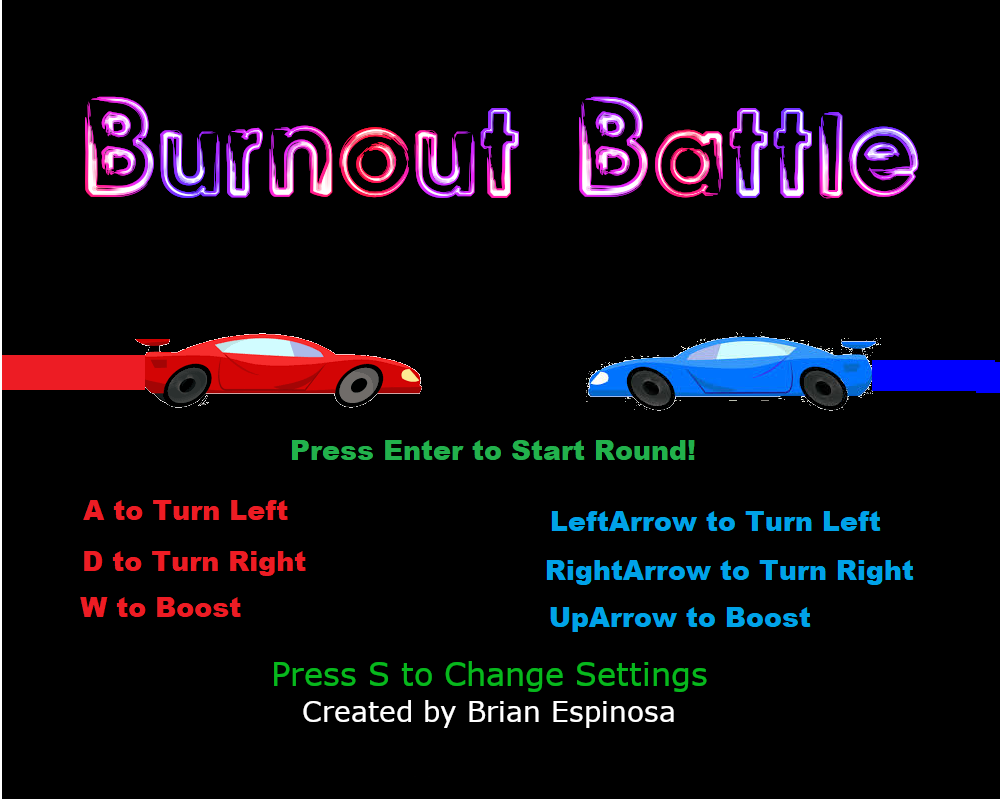 Burnout Battle
Press Enter to Start Round!
A to Turn Left
D to Turn Right
W to Boost
LeftArrow to Turn Left
RightArrow to Turn Right
UpArrow to Boost
Press S to Change Settings
Created by Brian Espinosa